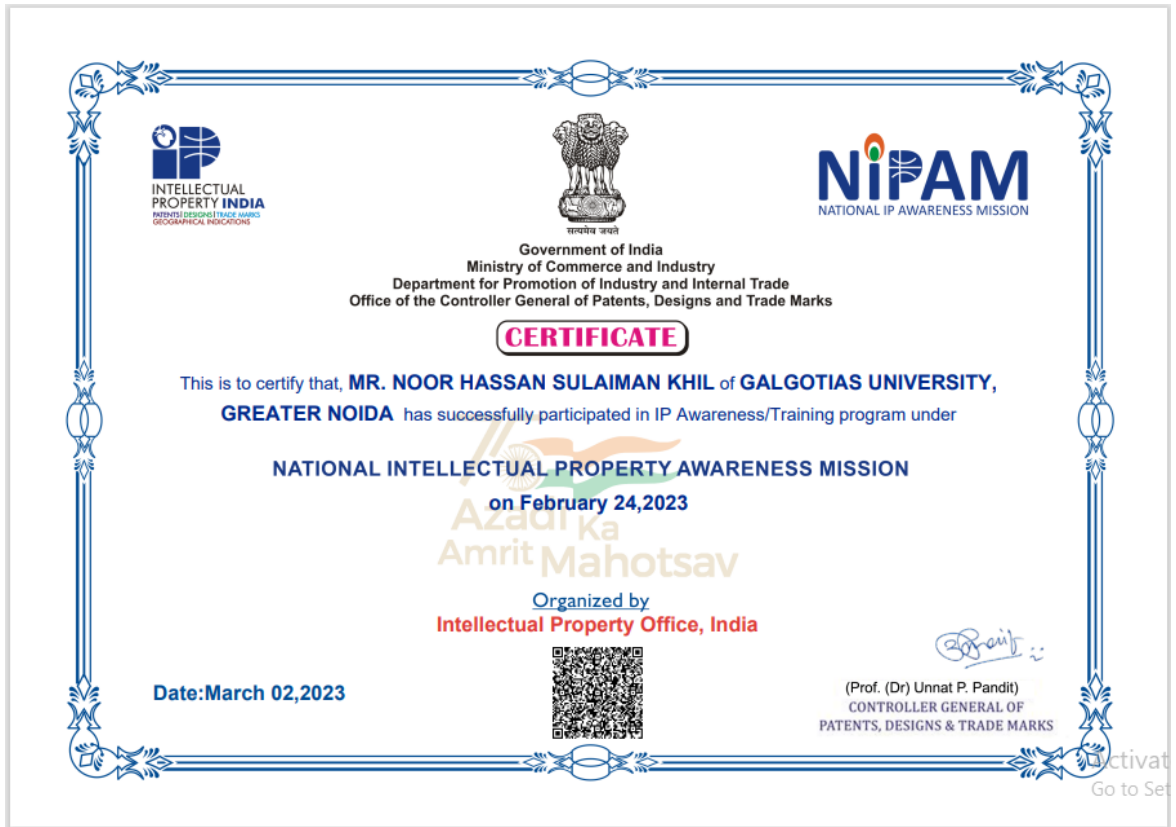 INTELLECTUAL
PROPERTY INDIA
PATENTS | DESIGNS | TRADE MARKS
GEOGRAPHICAL INDICATIONS
सत्यमेव जयते
NiPAM
NATIONAL IP AWARENESS MISSION
Government of India
Ministry of Commerce and Industry
Department for Promotion of Industry and Internal Trade
Office of the Controller General of Patents, Designs and Trade Marks
CERTIFICATE
This is to certify that, MR. NOOR HASSAN SULAIMAN KHIL of GALGOTIAS UNIVERSITY,
GREATER NOIDA has successfully participated in IP Awareness/Training program under
NATIONAL INTELLECTUAL PROPERTY AWARENESS MISSION
on February 24,2023
Azadi Ka
Amrit Mahotsav
Organized by
Intellectual Property Office, India
Date:March 02,2023
(Prof. (Dr) Unnat P. Pandit)
CONTROLLER GENERAL OF
PATENTS, DESIGNS & TRADE MARKS
Activat
Go to Set